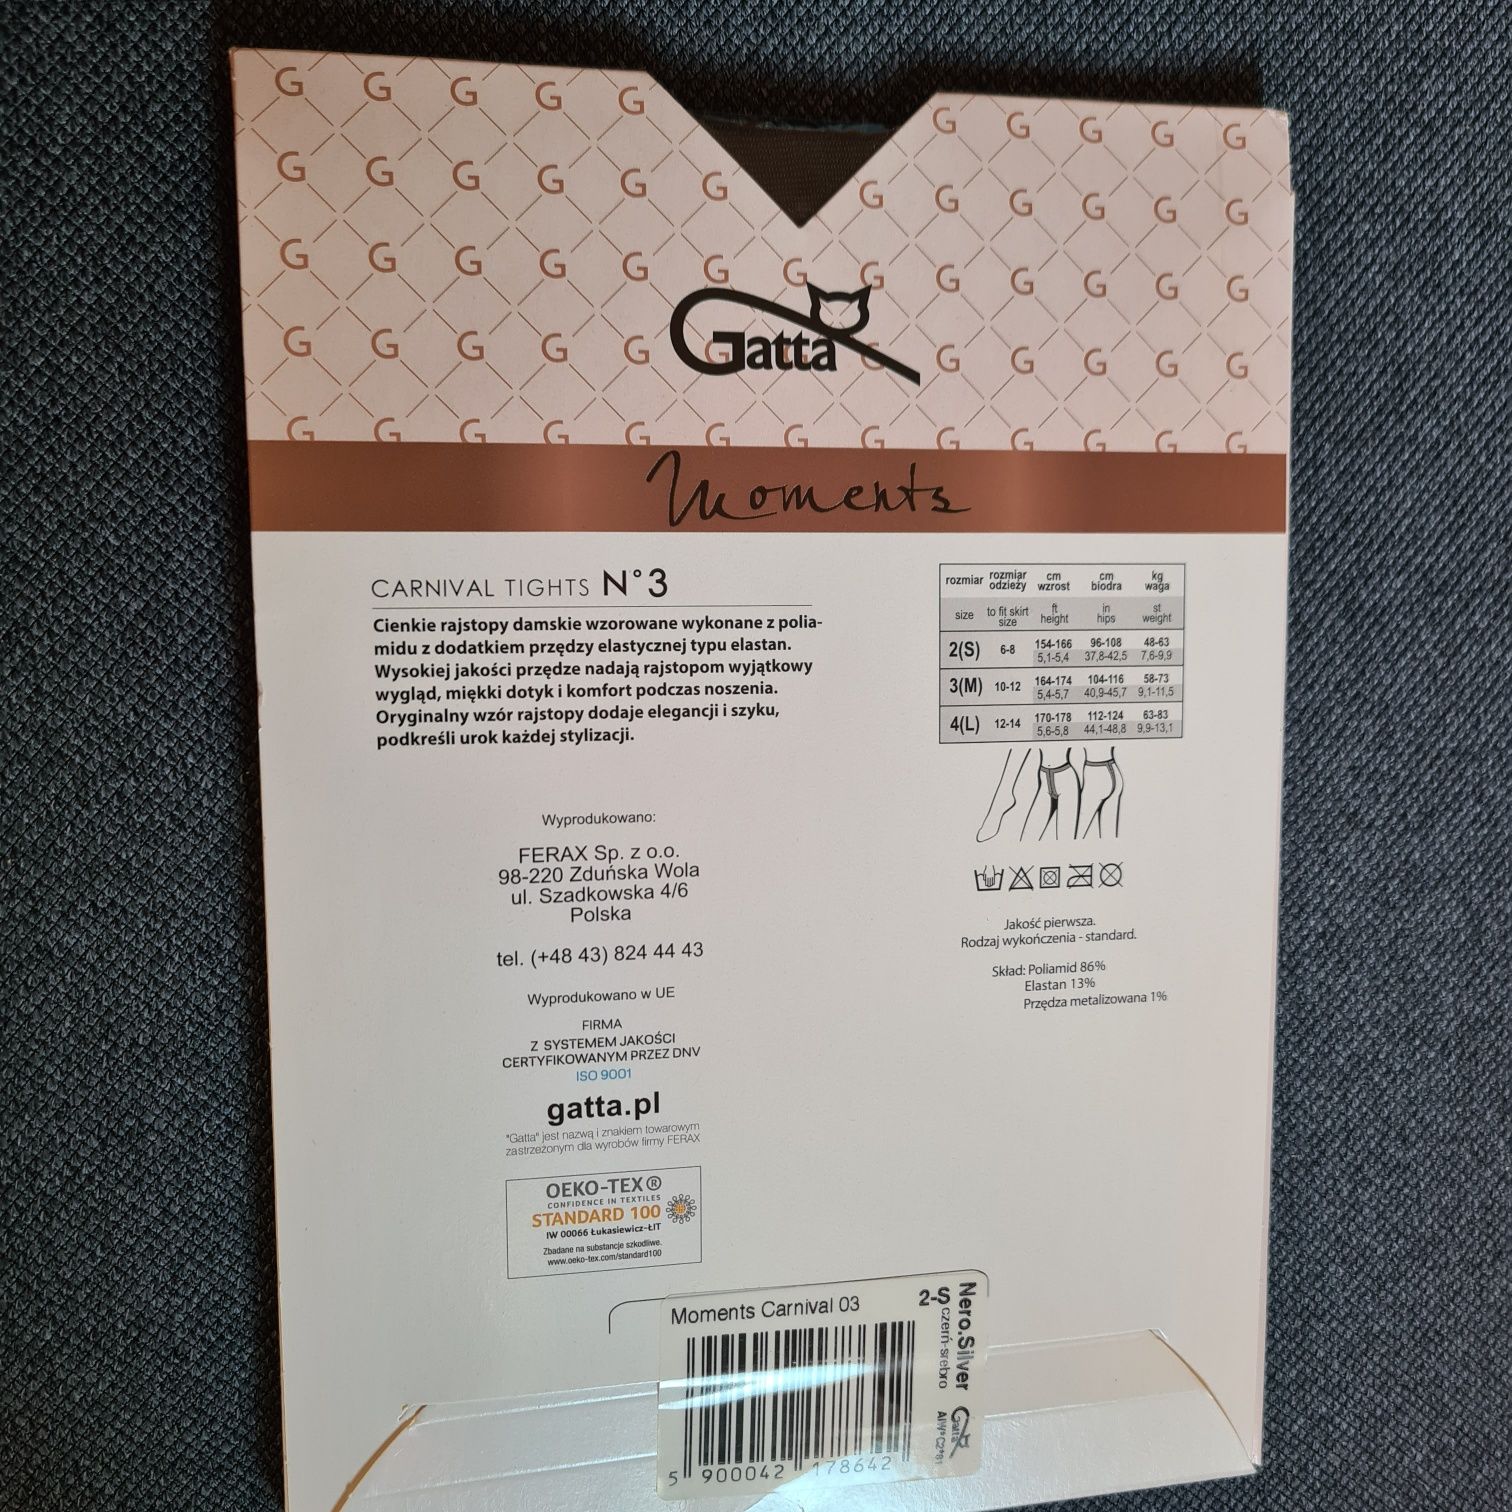 Gatta
Moments
CARNIVAL TIGHTS N°3
Cienkie rajstopy damskie wzorowane wykonane z polia-
midu z dodatkiem przędzy elastycznej typu elastan.
Wysokiej jakości przędze nadają rajstopom wyjątkowy
wygląd, miękki dotyk i komfort podczas noszenia.
Oryginalny wzór rajstopy dodaje elegancji i szyku,
podkreśli urok każdej stylizacji.
rozmiar rozmiar odzieży cm wzrost cm biodra kg waga
size to fit skirt size ft height in hips st weight
2(S) 6-8 154-166 96-108 48-63
5,1-5,4 37,8-42,5 7,6-9,9
3(M) 10-12 164-174 104-116 58-73
5,4-5,7 40,9-45,7 9,1-11,5
4(L) 12-14 170-178 112-124 63-83
5,6-5,8 44,1-48,8 9,9-13,1
Wyprodukowano:
FERAX Sp. z o.o.
98-220 Zduńska Wola
ul. Szadkowska 4/6
Polska
tel. (+48 43) 824 44 43
Wyprodukowano w UE
FIRMA
Z SYSTEMEM JAKOŚCI
CERTYFIKOWANYM PRZEZ DNV
ISO 9001
gatta.pl
"Gatta" jest nazwą i znakiem towarowym
zastrzeżonym dla wyrobów firmy FERAX
OEKO-TEX®
CONFIDENCE IN TEXTILES
STANDARD 100
IW 00066 Łukasiewicz-ŁIT
Zbadane na substancje szkodliwe.
www.oeko-tex.com/standard100
Jakość pierwsza.
Rodzaj wykończenia - standard.
Skład: Poliamid 86%
Elastan 13%
Przędza metalizowana 1%
Moments Carnival 03
2-S
Nero.Silver
czerń-srebro
Gatta
5 900042 178642